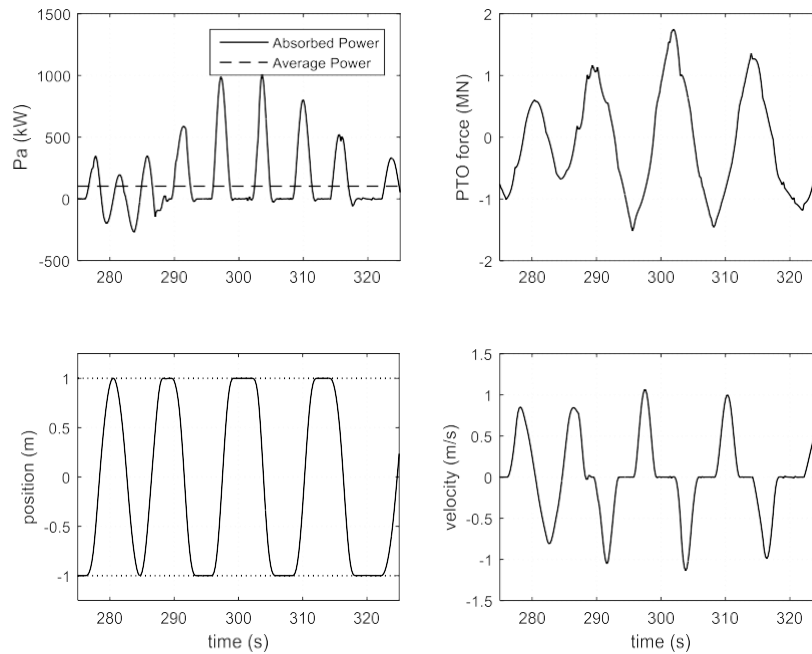 1500
1000
500
0
-500
Pa (kW)
Absorbed Power
Average Power
280 290 300 310 320
2
1
0
-1
-2
PTO force (MN)
280 290 300 310 320
1
0.5
0
-0.5
-1
position (m)
280 290 300 310 320
time (s)
1.5
1
0.5
0
-0.5
-1
-1.5
velocity (m/s)
280 290 300 310 320
time (s)